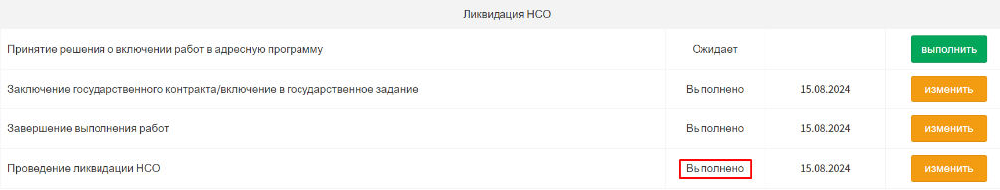 Ликвидация НСО
Принятие решения о включении работ в адресную программу Ожидает выполнить
Заключение государственного контракта/включение в государственное задание Выполнено 15.08.2024 изменить
Завершение выполнения работ Выполнено 15.08.2024 изменить
Проведение ликвидации НСО Выполнено 15.08.2024 изменить